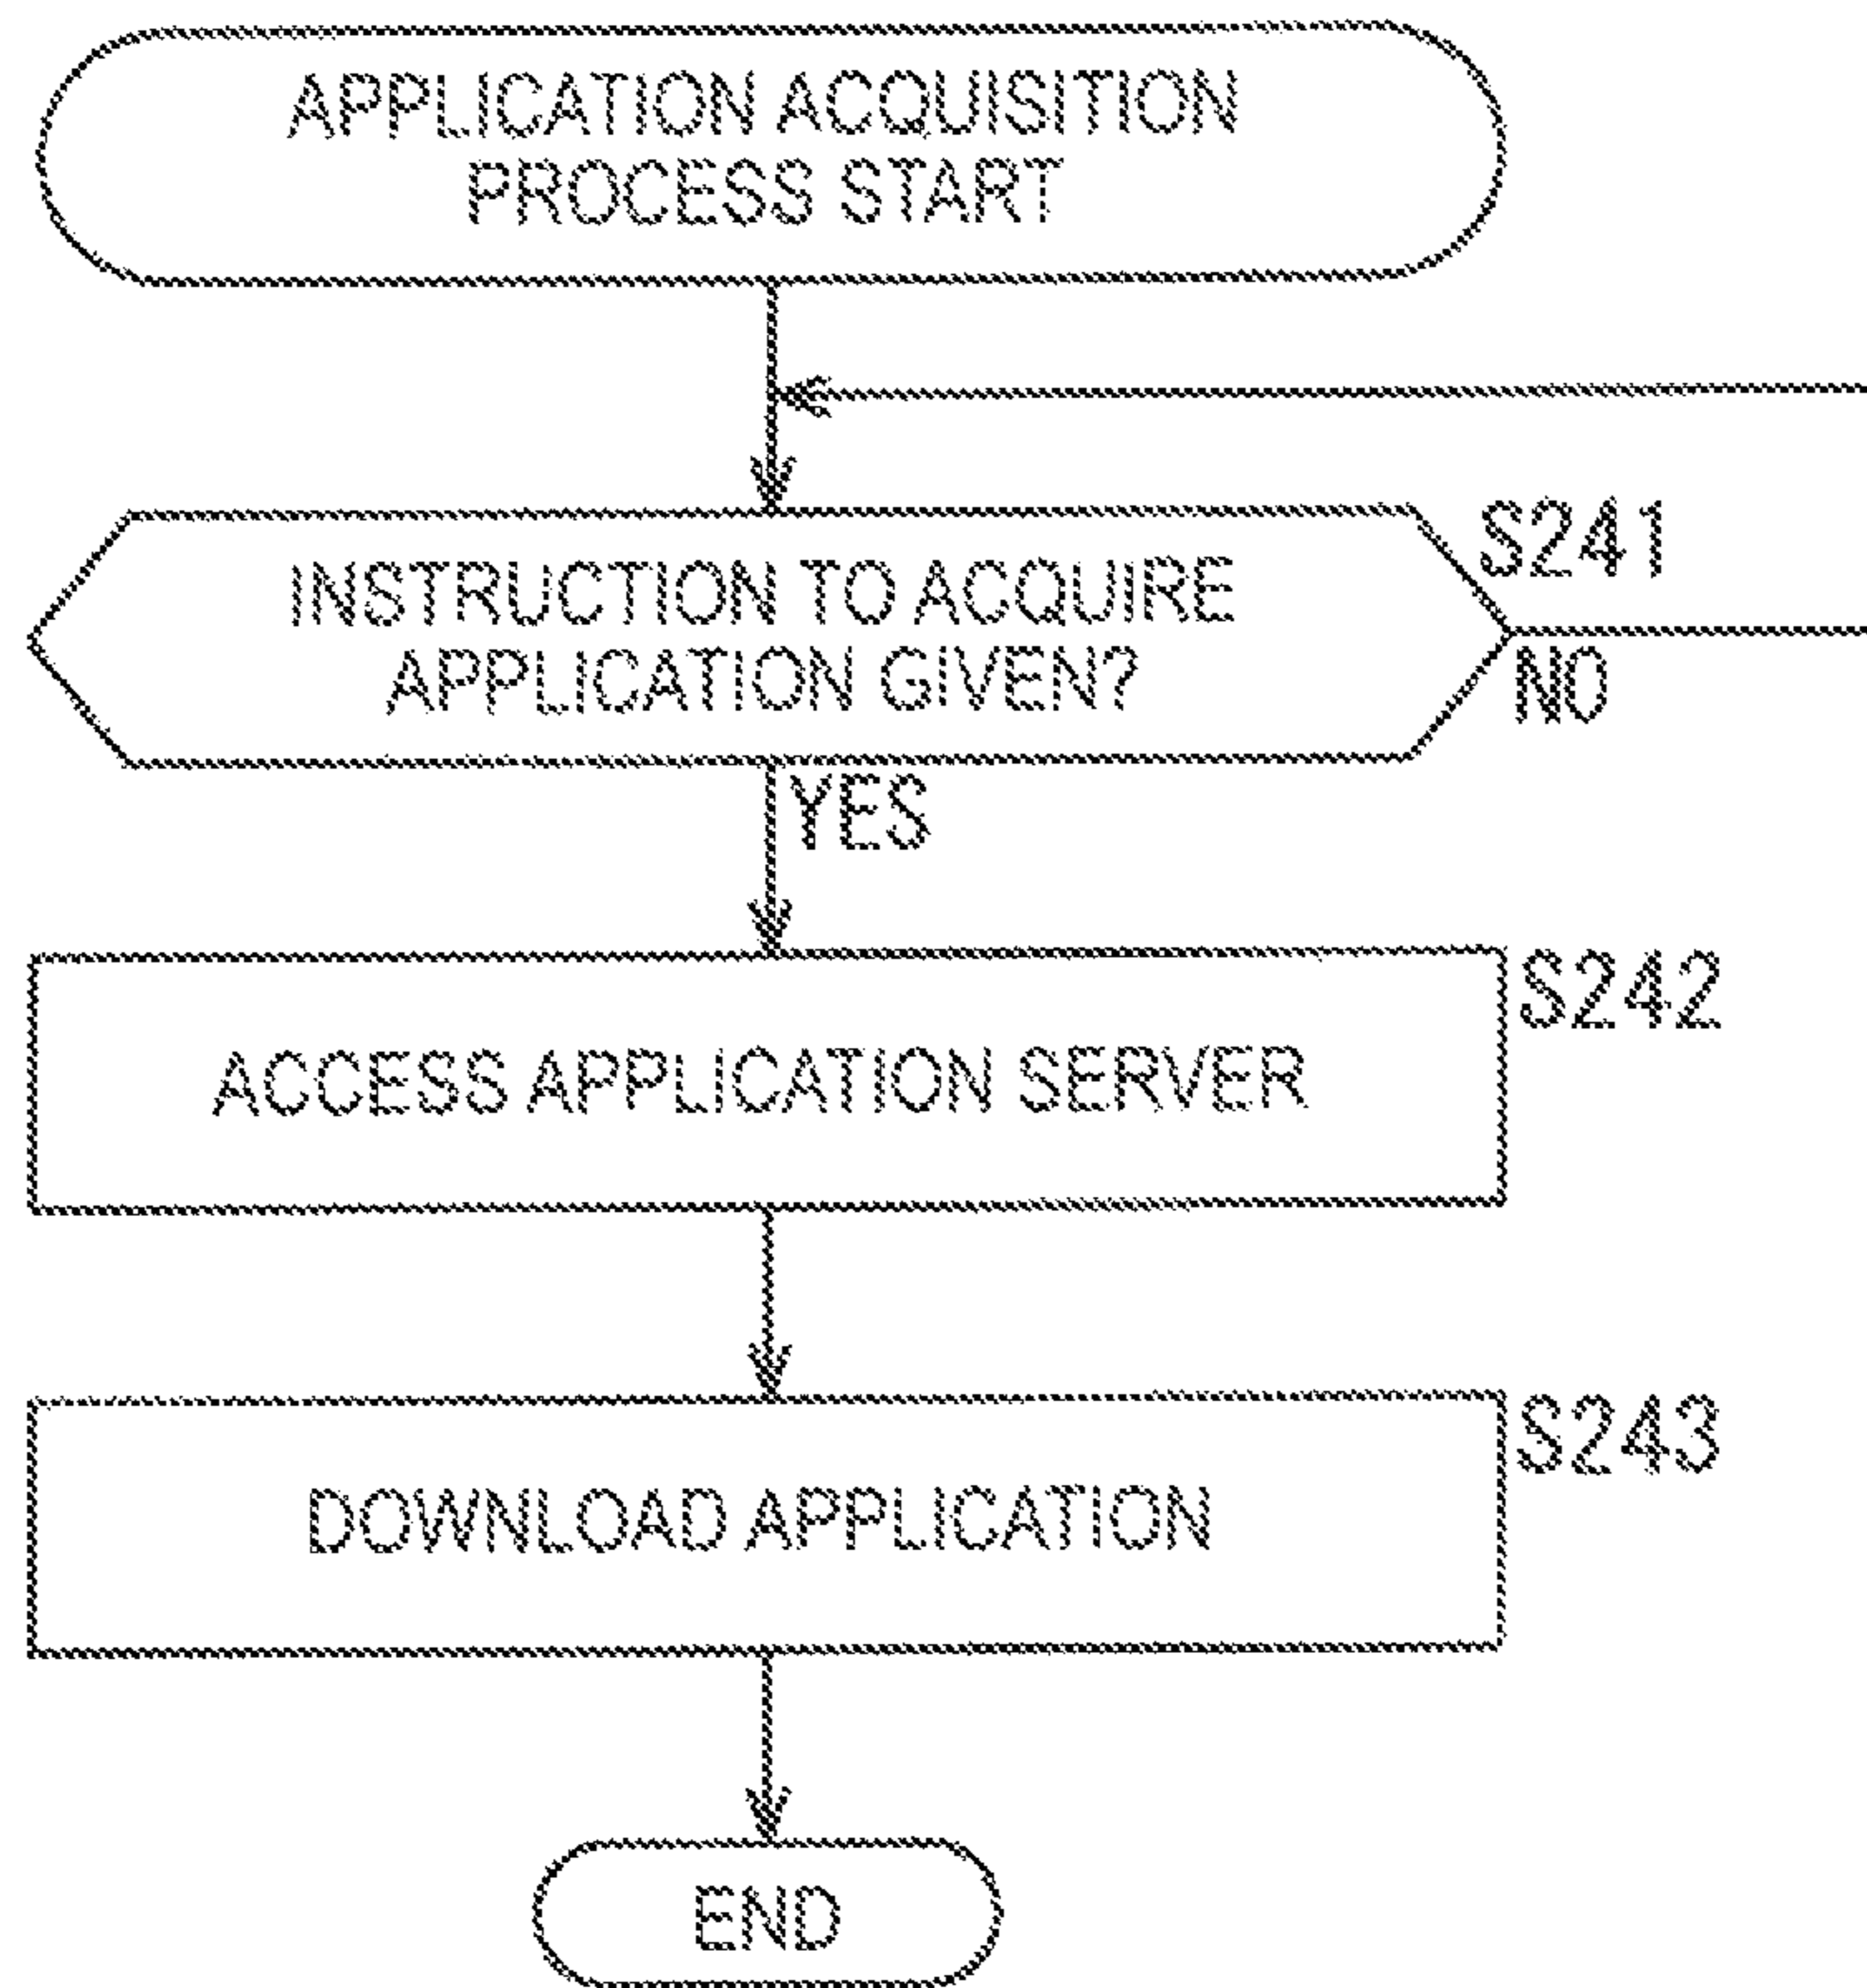 APPLICATION ACQUISITION
PROCESS START
S241
INSTRUCTION TO ACQUIRE
APPLICATION GIVEN?
NO
YES
S242
ACCESS APPLICATION SERVER
S243
DOWNLOAD APPLICATION
END